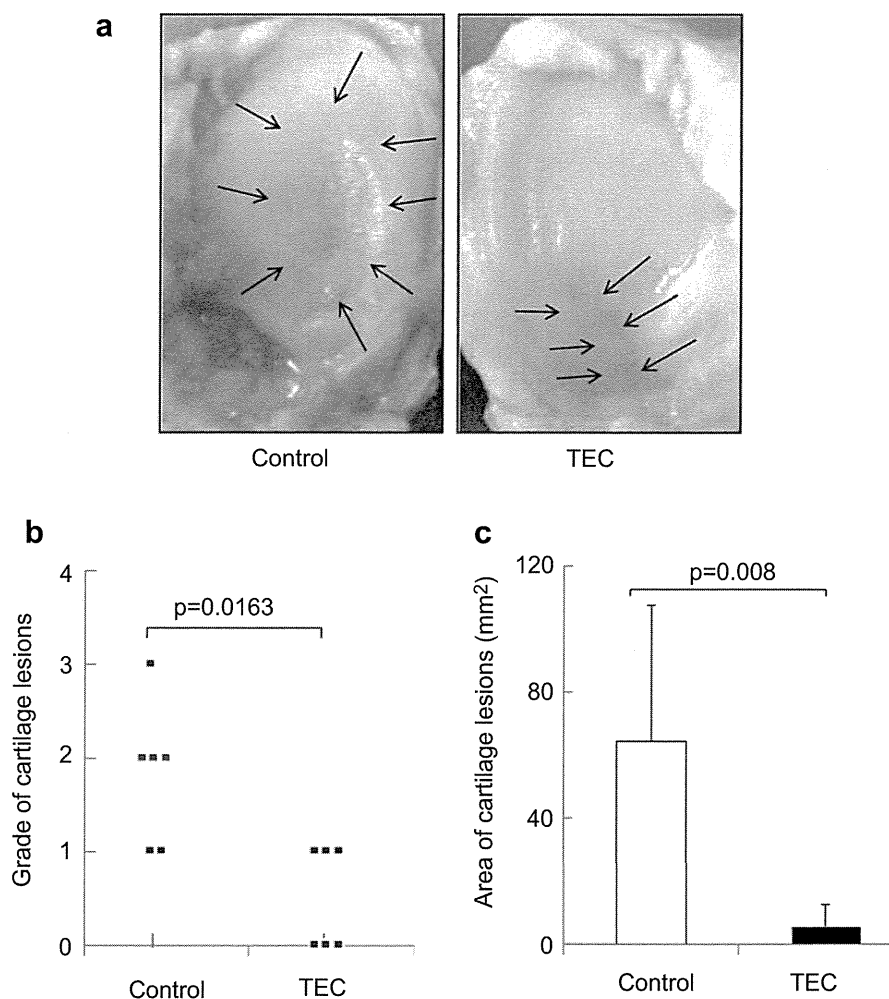 a
Control
TEC
b
4
3
2
1
0
Grade of cartilage lesions
p=0.0163
Control
TEC
c
120
80
40
0
Area of cartilage lesions (mm²)
p=0.008
Control
TEC